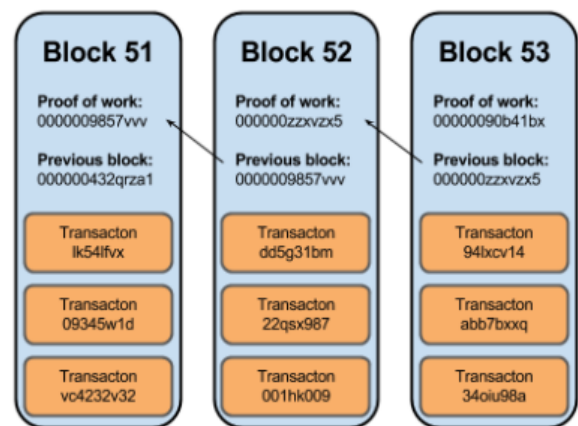 Block 51
Proof of work:
0000009857vvv
Previous block:
000000432qrza1
Transacton
lk54lfvx
Transacton
09345w1d
Transacton
vc4232v32
Block 52
Proof of work:
000000zzxvzx5
Previous block:
0000009857vvv
Transacton
dd5g31bm
Transacton
22qsx987
Transacton
001hk009
Block 53
Proof of work:
00000090b41bx
Previous block:
000000zzxvzx5
Transacton
94lxcv14
Transacton
abb7bxxq
Transacton
34oiu98a